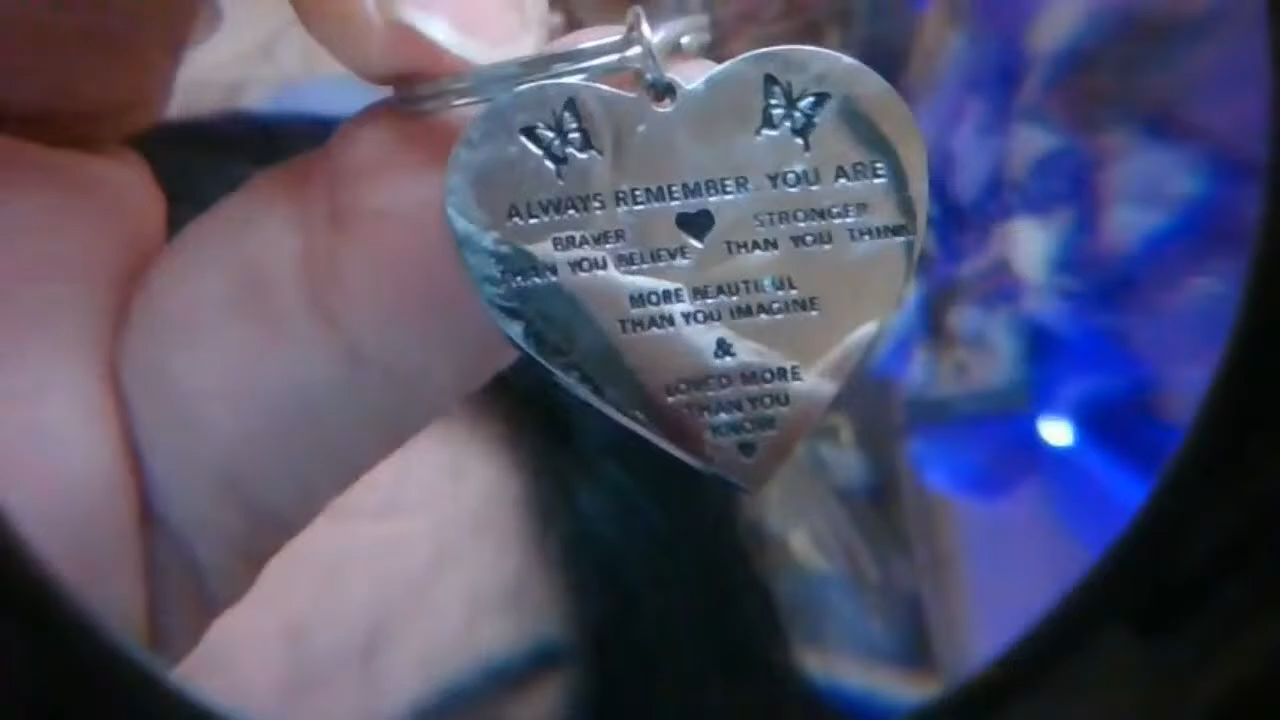 ALWAYS REMEMBER YOU ARE
BRAVER
THAN YOU BELIEVE
STRONGER
THAN YOU THINK
MORE BEAUTIFUL
THAN YOU IMAGINE
&
LOVED MORE
THAN YOU
KNOW